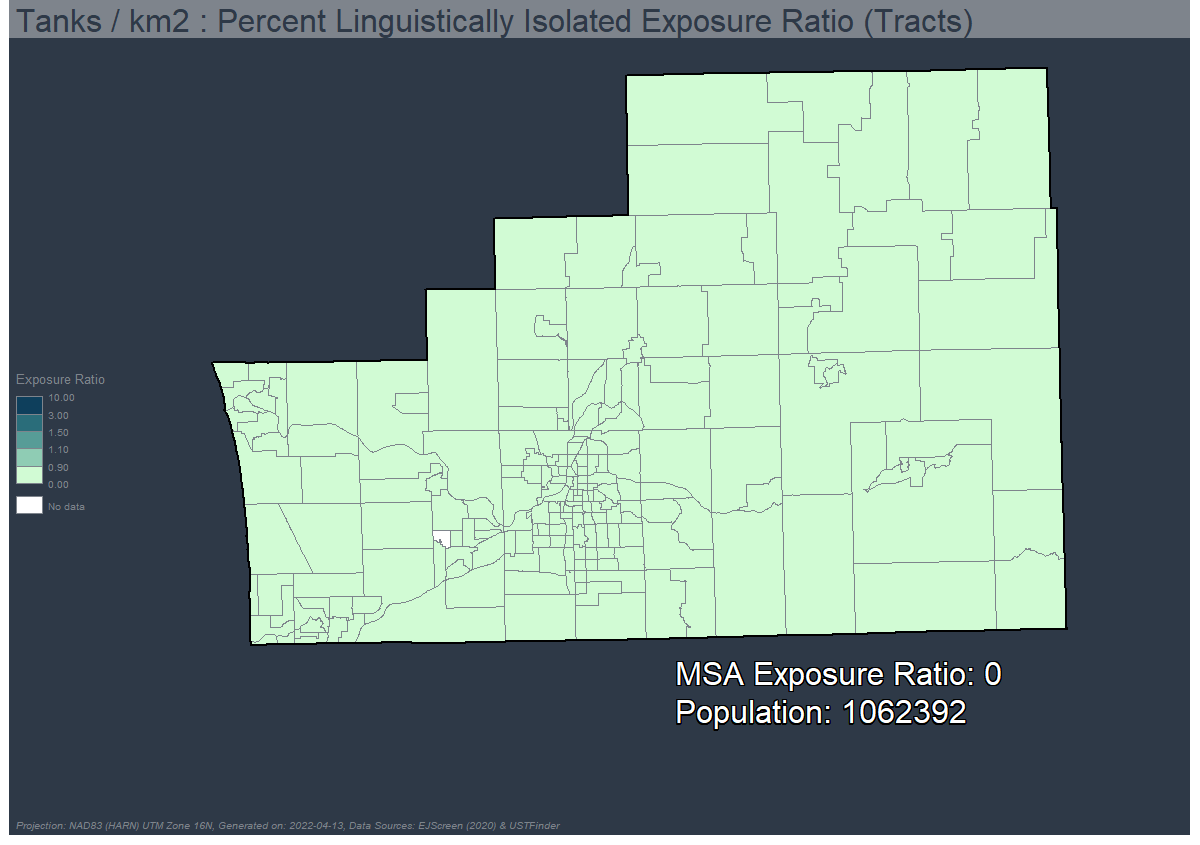 Tanks / km2 : Percent Linguistically Isolated Exposure Ratio (Tracts)
Exposure Ratio
10.00
3.00
1.50
1.10
0.90
0.00
No data
MSA Exposure Ratio: 0
Population: 1062392
Projection: NAD83 (HARN) UTM Zone 16N, Generated on: 2022-04-13, Data Sources: EJScreen (2020) & USTFinder